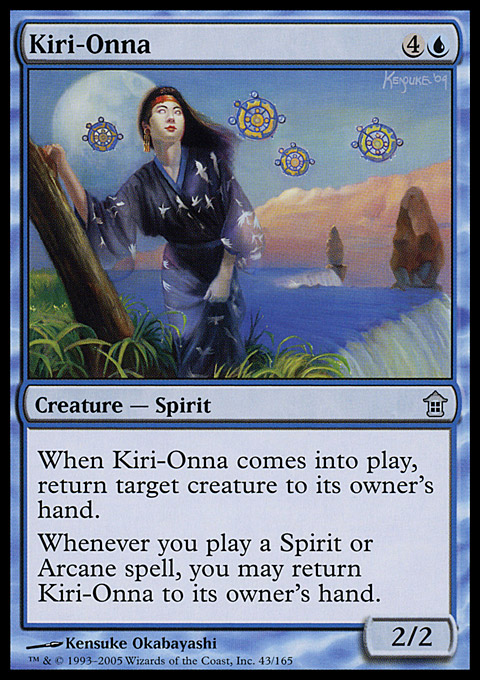 Kiri-Onna 4
KENSUKE '04
Creature — Spirit
When Kiri-Onna comes into play,
return target creature to its owner's
hand.
Whenever you play a Spirit or
Arcane spell, you may return
Kiri-Onna to its owner's hand.
2/2
Kensuke Okabayashi
™ & © 1993–2005 Wizards of the Coast, Inc. 43/165